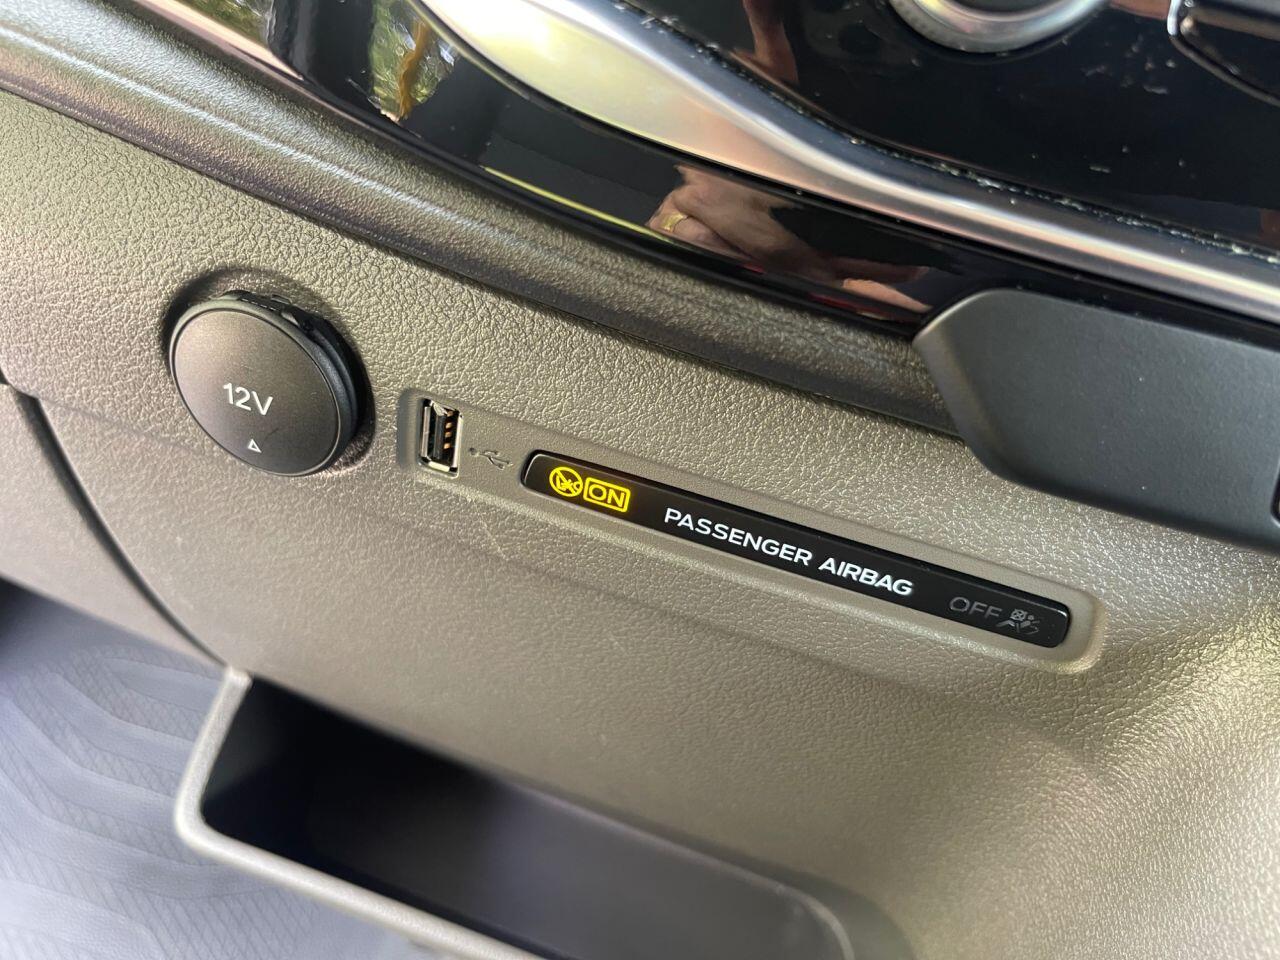 12V
ON PASSENGER AIRBAG OFF